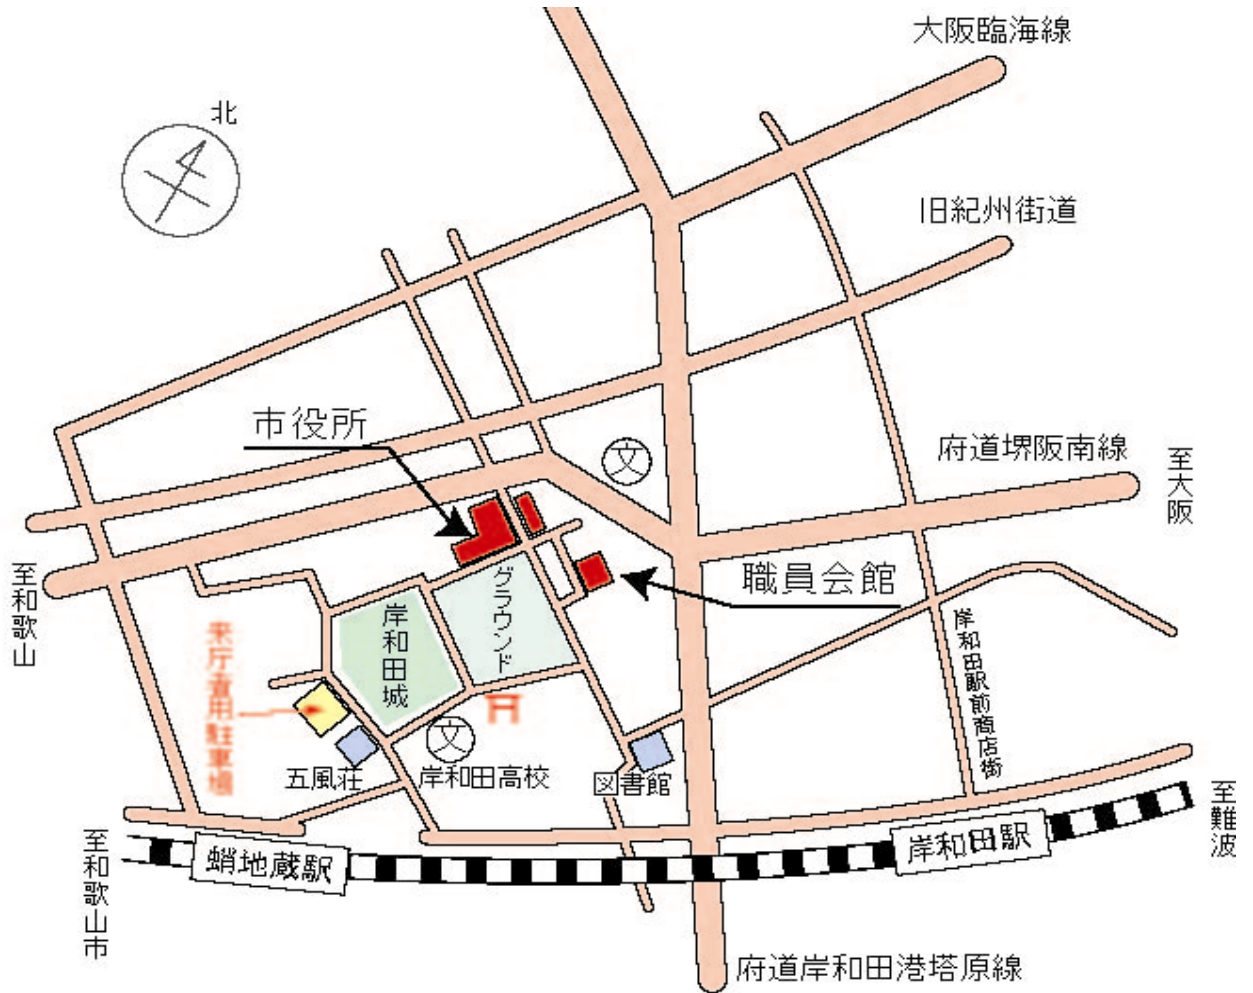 大阪臨海線
北
旧紀州街道
市役所
文
府道堺阪南線
至大阪
至和歌山
職員会館
グラウンド
岸和田城
来庁者用駐車場
岸和田駅前商店街
文
五風荘
岸和田高校
図書館
至難波
至和歌山市
蛸地蔵駅
岸和田駅
府道岸和田港塔原線